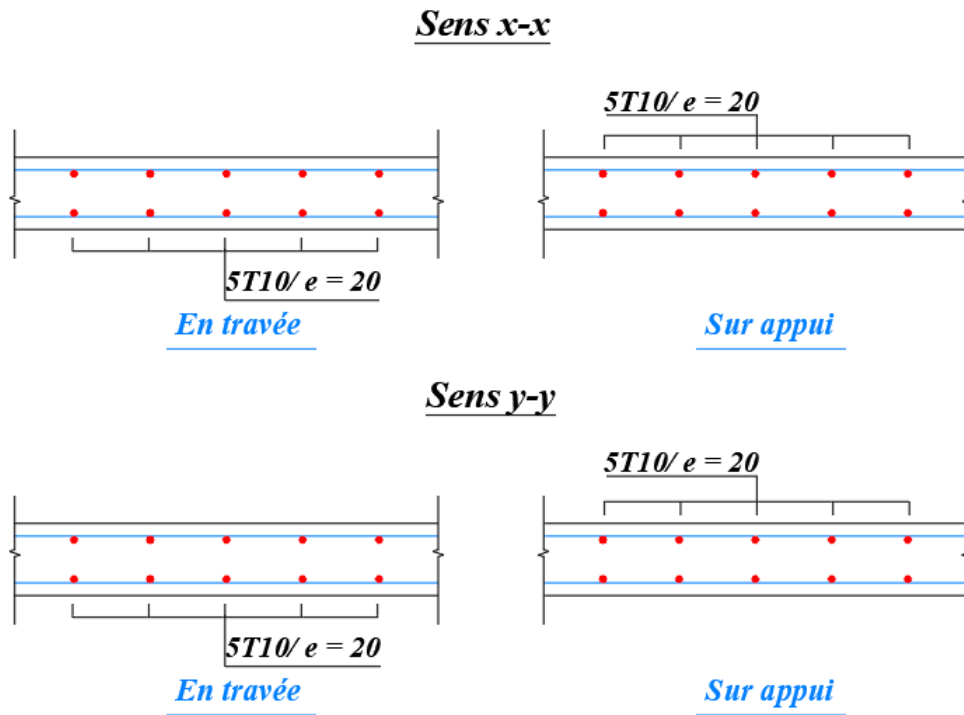 Sens x-x
5T10/ e = 20
5T10/ e = 20
En travée
Sur appui
Sens y-y
5T10/ e = 20
5T10/ e = 20
En travée
Sur appui